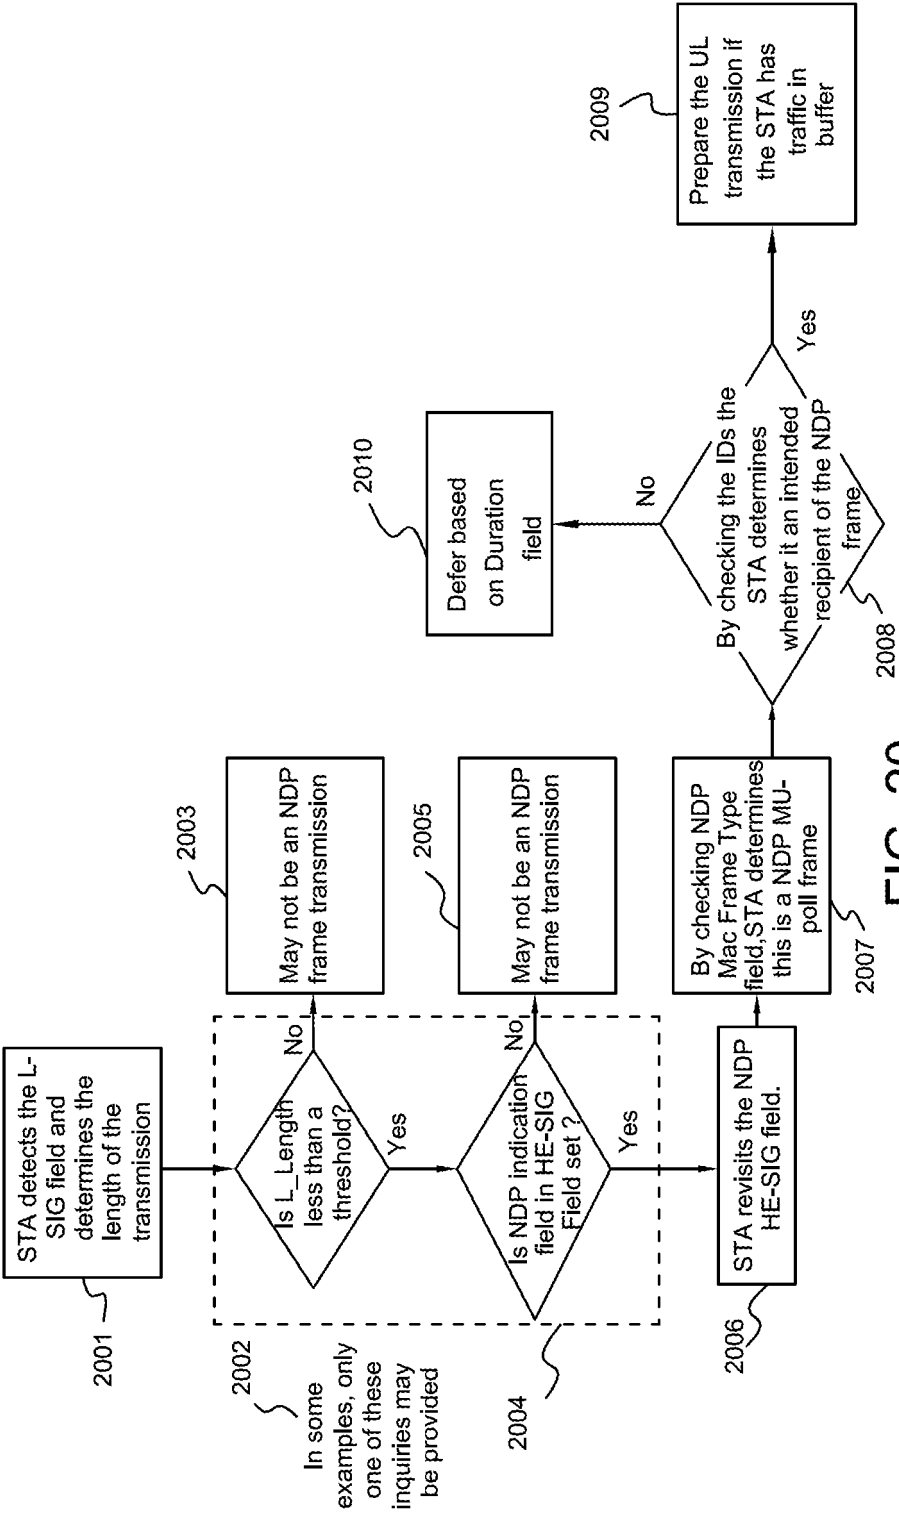 STA detects the L-
SIG field and
determines the
length of the
transmission
2001
2002
In some
examples, only
one of these
inquiries may
be provided
Is L_Length
less than a
threshold?
No
Yes
2003
May not be an NDP
frame transmission
2004
Is NDP indication
field in HE-SIG
Field set ?
No
Yes
2005
May not be an NDP
frame transmission
2006
STA revisits the NDP
HE-SIG field.
By checking NDP
Mac Frame Type
field,STA determines
this is a NDP MU-
poll frame
2007
By checking the IDs the
STA determines
whether it an intended
recipient of the NDP
frame
2008
No
Yes
2010
Defer based
on Duration
field
2009
Prepare the UL
transmission if
the STA has
traffic in
buffer